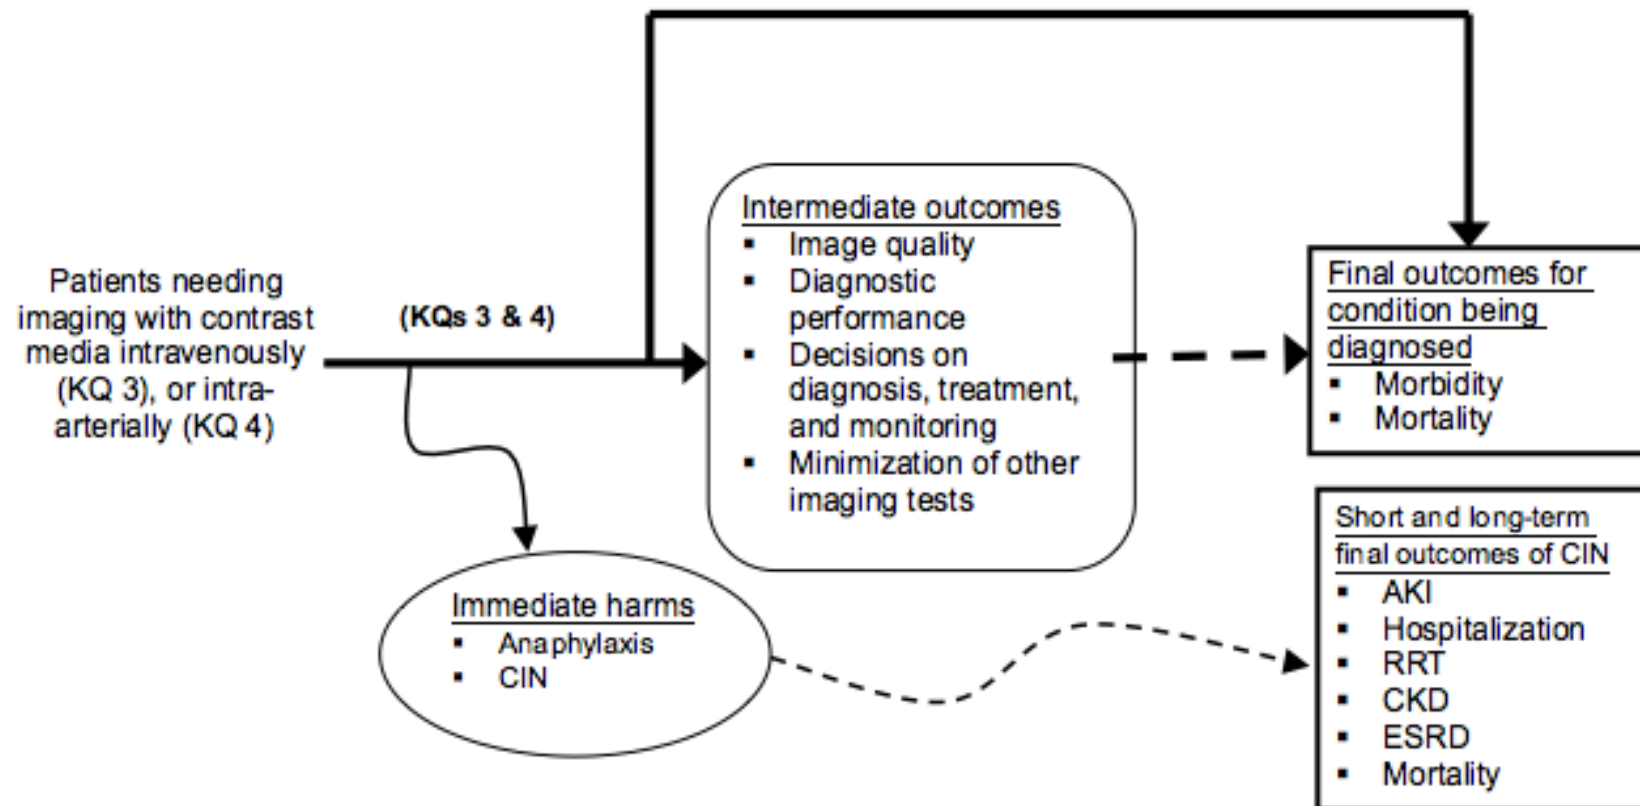 Patients needing
imaging with contrast
media intravenously
(KQ 3), or intra-
arterially (KQ 4)
(KQs 3 & 4)
Intermediate outcomes
▪ Image quality
▪ Diagnostic
performance
▪ Decisions on
diagnosis, treatment,
and monitoring
▪ Minimization of other
imaging tests
Final outcomes for
condition being
diagnosed
▪ Morbidity
▪ Mortality
Immediate harms
▪ Anaphylaxis
▪ CIN
Short and long-term
final outcomes of CIN
▪ AKI
▪ Hospitalization
▪ RRT
▪ CKD
▪ ESRD
▪ Mortality